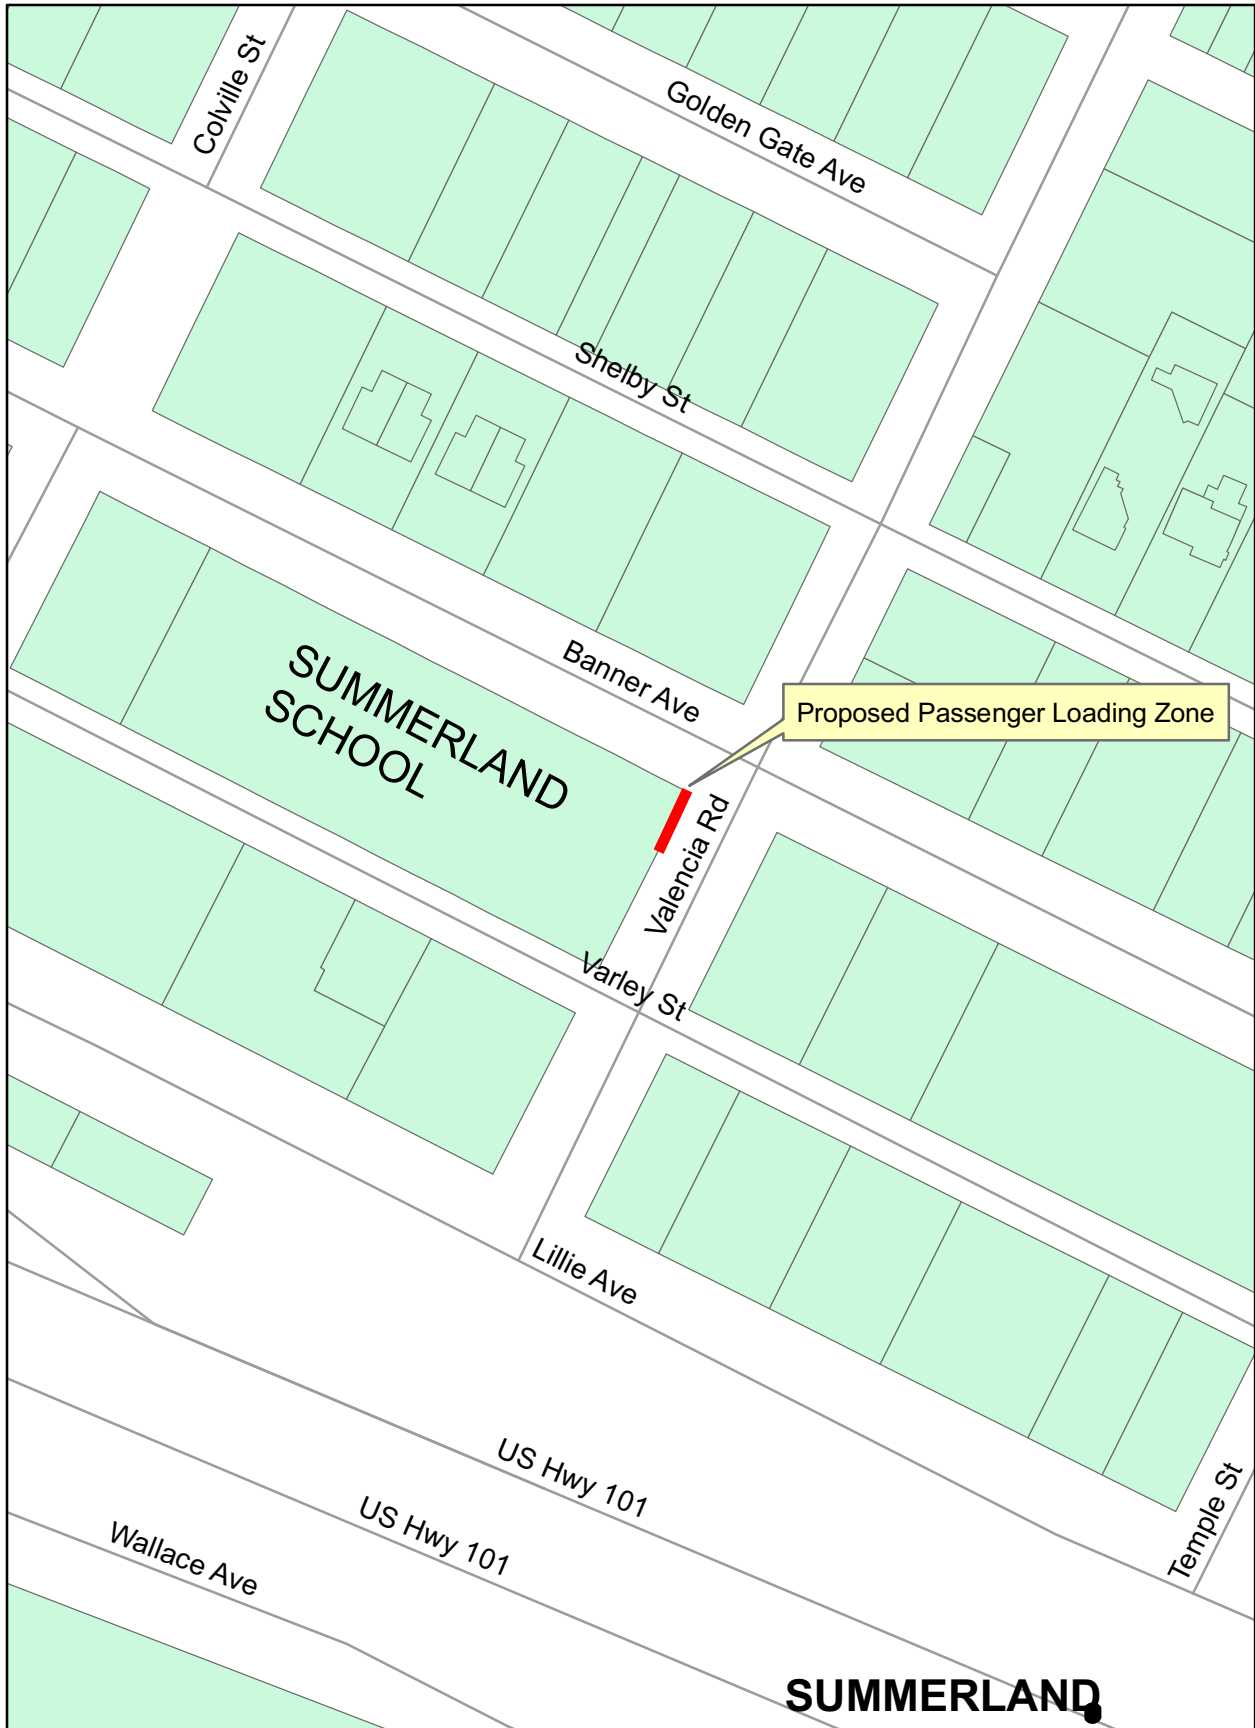 Colville St
Golden Gate Ave
Shelby St
Banner Ave
SUMMERLAND
SCHOOL
Proposed Passenger Loading Zone
Valencia Rd
Varley St
Lillie Ave
US Hwy 101
US Hwy 101
Temple St
Wallace Ave
SUMMERLAND